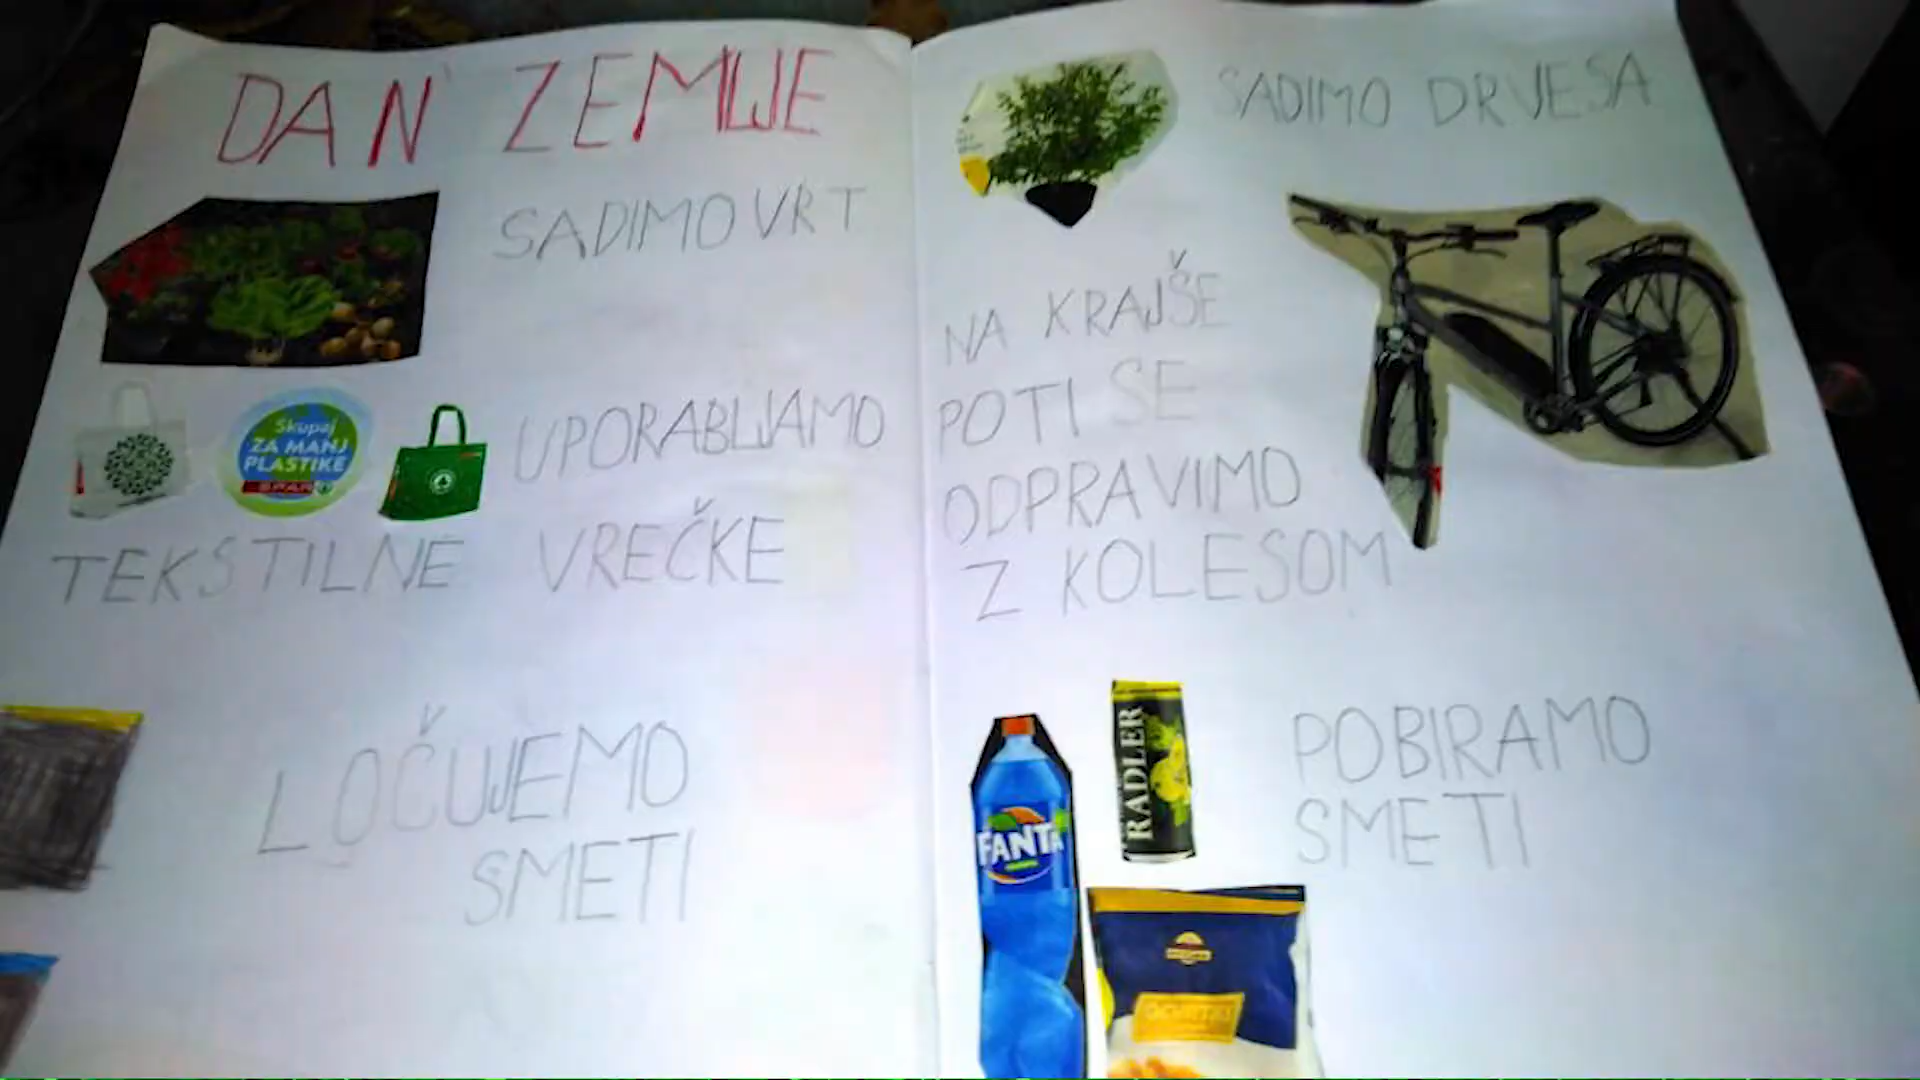 DAN ZEMLJE
SADIMO VRT
Skupaj
ZA MANJ
PLASTIKE
SPAR
UPORABLJAMO
TEKSTILNE VREČKE
LOČUJEMO
SMETI
SADIMO DRVESA
NA KRAJŠE
POTI SE
ODPRAVIMO
Z KOLESOM
FANTA
RADLER
POBIRAMO
SMETI